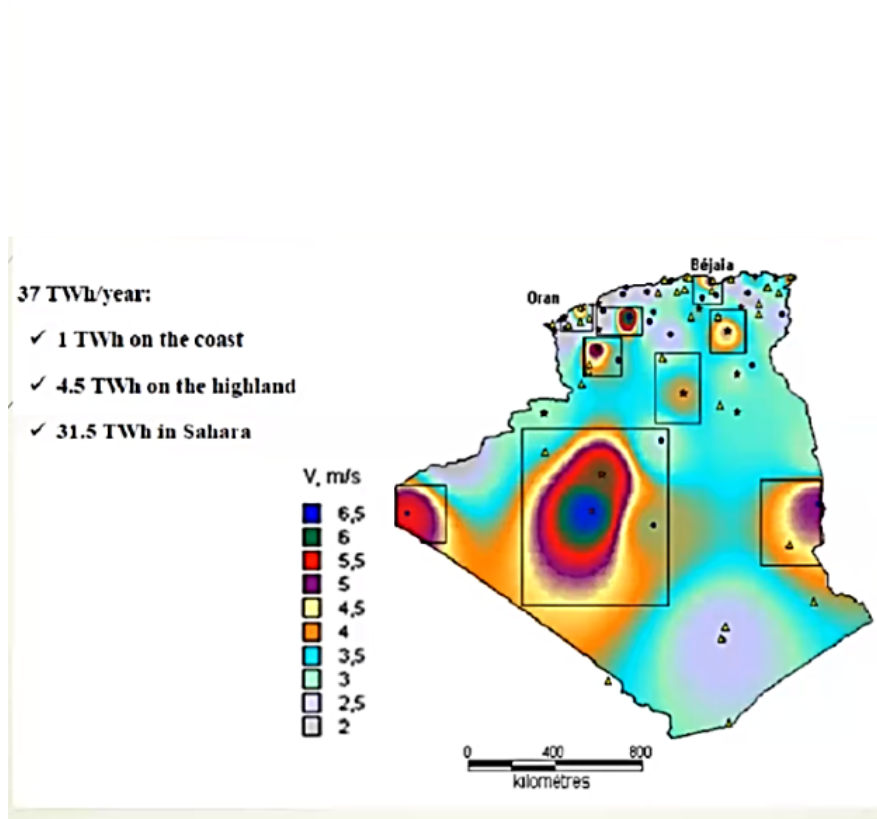 Béjaia
Oran
37 TWh/year:
✓ 1 TWh on the coast
✓ 4.5 TWh on the highland
✓ 31.5 TWh in Sahara
V, m/s
6,5
6
5,5
5
4,5
4
3,5
3
2,5
2
0 400 800
kilométres